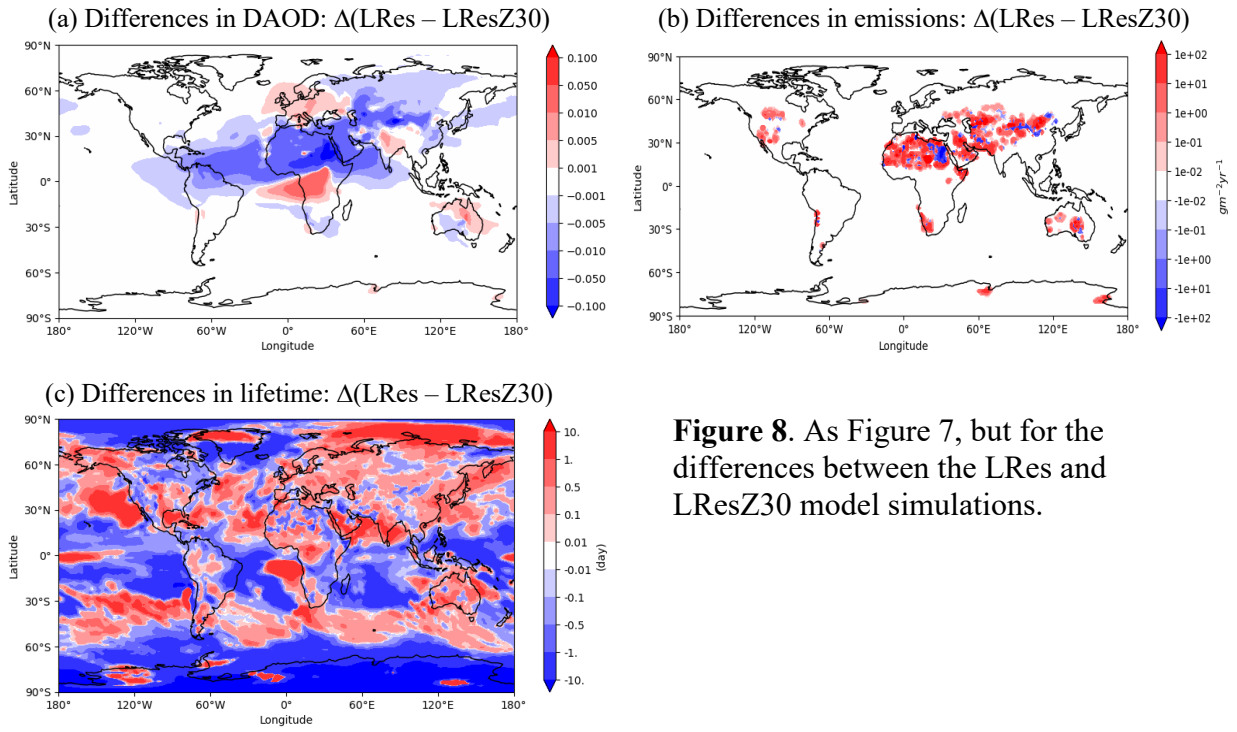 (a) Differences in DAOD: Δ(LRes – LResZ30)
90°N
60°N
30°N
0°
30°S
60°S
90°S
Latitude
180°
120°W
60°W
0°
60°E
120°E
180°
Longitude
0.100
0.050
0.010
0.005
0.001
−0.001
−0.005
−0.010
−0.050
−0.100
(b) Differences in emissions: Δ(LRes – LResZ30)
90°N
60°N
30°N
0°
30°S
60°S
90°S
Latitude
180°
120°W
60°W
0°
60°E
120°E
180°
Longitude
1e+02
1e+01
1e+00
1e-01
1e-02
-1e-02
-1e-01
-1e+00
-1e+01
-1e+02
gm⁻²yr⁻¹
(c) Differences in lifetime: Δ(LRes – LResZ30)
90°N
60°N
30°N
0°
30°S
60°S
90°S
Latitude
180°
120°W
60°W
0°
60°E
120°E
180°
Longitude
10.
1.
0.5
0.1
0.01
-0.01
-0.1
-0.5
-1.
-10.
(day)
Figure 8. As Figure 7, but for the
differences between the LRes and
LResZ30 model simulations.